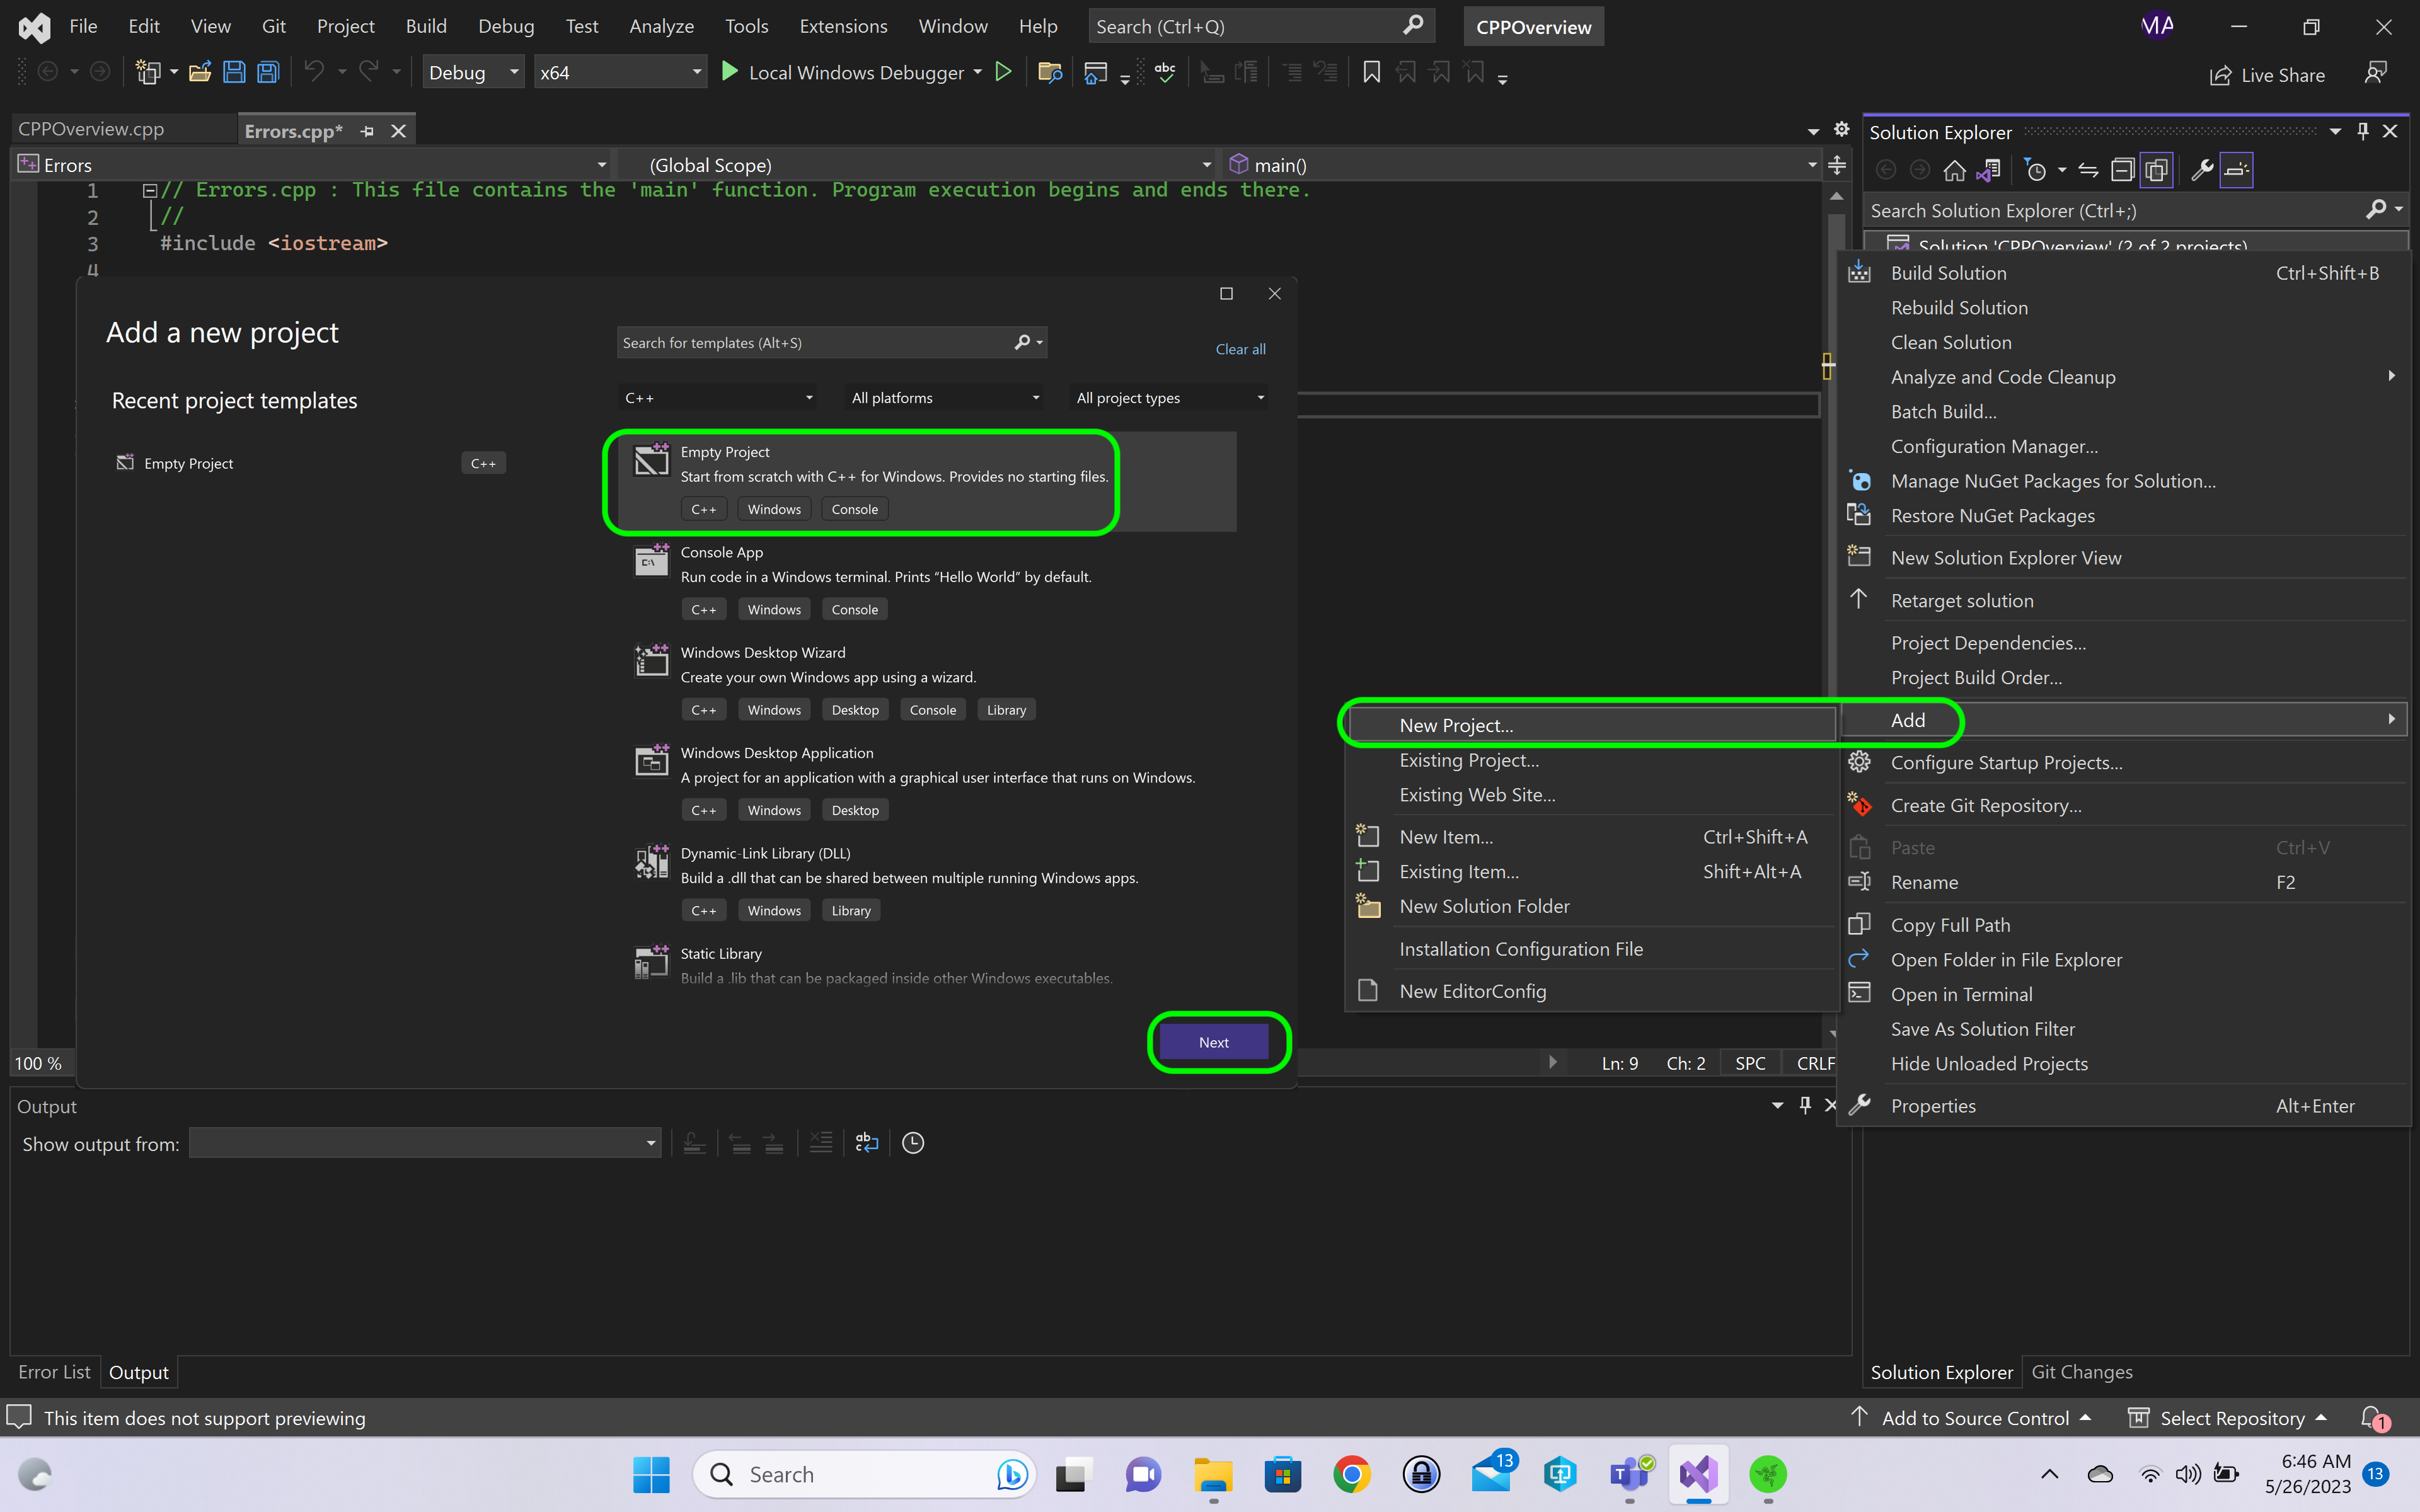 File Edit View Git Project Build Debug Test Analyze Tools Extensions Window Help Search (Ctrl+Q) CPPOverview MA
Debug x64 Local Windows Debugger Live Share
CPPOverview.cpp Errors.cpp*
Errors (Global Scope) main()
1 // Errors.cpp : This file contains the 'main' function. Program execution begins and ends there.
2 //
3 #include <iostream>
4
Add a new project
Recent project templates
Empty Project C++
Search for templates (Alt+S)
Clear all
C++ All platforms All project types
Empty Project
Start from scratch with C++ for Windows. Provides no starting files.
C++ Windows Console
Console App
Run code in a Windows terminal. Prints “Hello World” by default.
C++ Windows Console
Windows Desktop Wizard
Create your own Windows app using a wizard.
C++ Windows Desktop Console Library
Windows Desktop Application
A project for an application with a graphical user interface that runs on Windows.
C++ Windows Desktop
Dynamic-Link Library (DLL)
Build a .dll that can be shared between multiple running Windows apps.
C++ Windows Library
Static Library
Build a .lib that can be packaged inside other Windows executables.
Next
New Project...
Existing Project...
Existing Web Site...
New Item... Ctrl+Shift+A
Existing Item... Shift+Alt+A
New Solution Folder
Installation Configuration File
New EditorConfig
Solution Explorer
Search Solution Explorer (Ctrl+;)
Solution 'CPPOverview' (2 of 2 projects)
Build Solution Ctrl+Shift+B
Rebuild Solution
Clean Solution
Analyze and Code Cleanup
Batch Build...
Configuration Manager...
Manage NuGet Packages for Solution...
Restore NuGet Packages
New Solution Explorer View
Retarget solution
Project Dependencies...
Project Build Order...
Add
Configure Startup Projects...
Create Git Repository...
Paste Ctrl+V
Rename F2
Copy Full Path
Open Folder in File Explorer
Open in Terminal
Save As Solution Filter
Hide Unloaded Projects
Properties Alt+Enter
100 % Ln: 9 Ch: 2 SPC CRLF
Output
Show output from:
Error List Output
Solution Explorer Git Changes
This item does not support previewing Add to Source Control Select Repository 1
Search 13 6:46 AM
5/26/2023 13